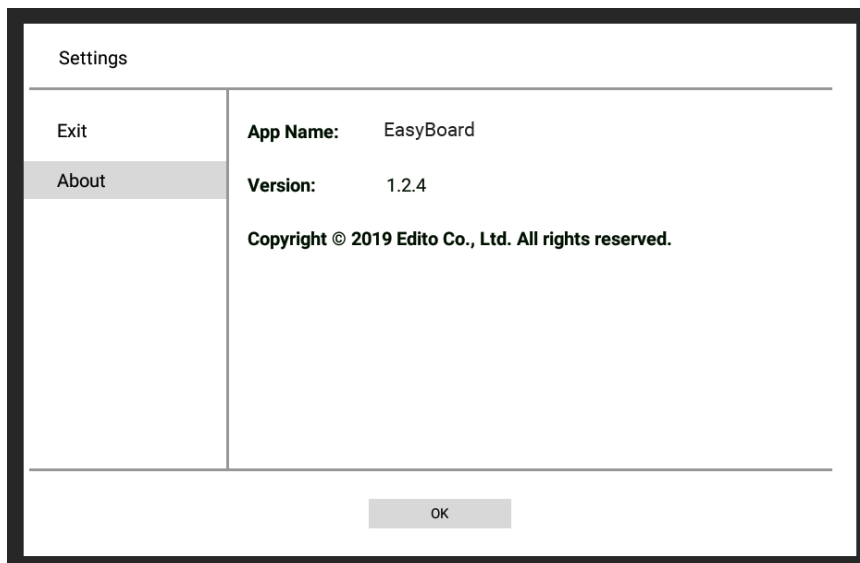 Settings
Exit
About
App Name: EasyBoard
Version: 1.2.4
Copyright © 2019 Edito Co., Ltd. All rights reserved.
OK